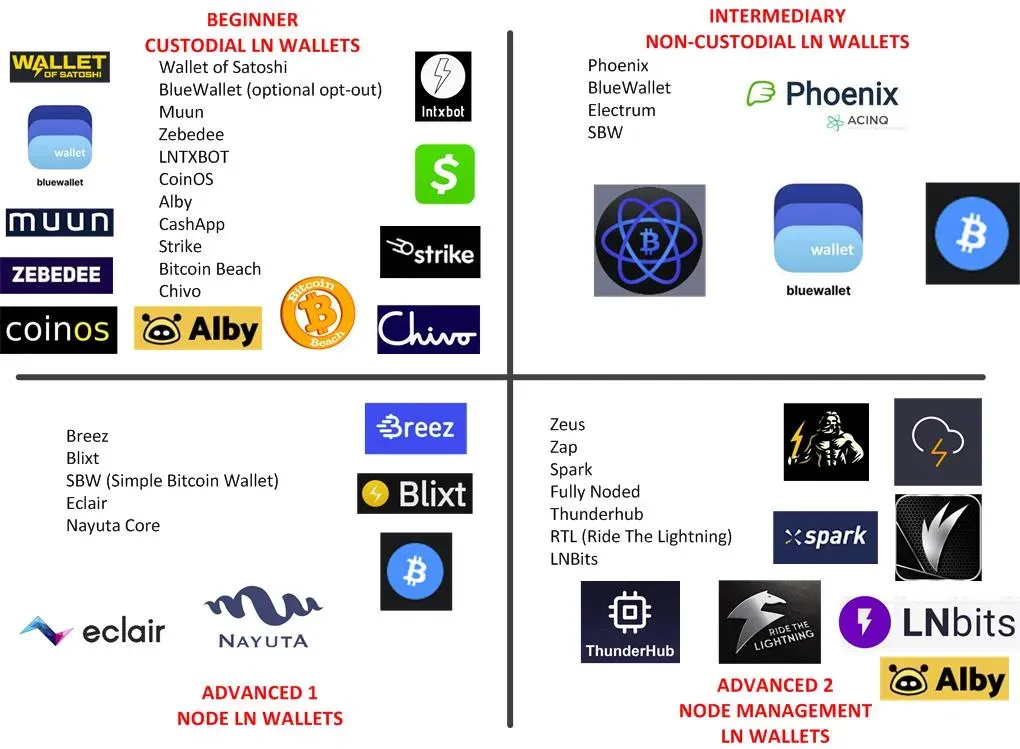 BEGINNER
CUSTODIAL LN WALLETS
Wallet of Satoshi
BlueWallet (optional opt-out)
Muun
Zebedee
LNTXBOT
CoinOS
Alby
CashApp
Strike
Bitcoin Beach
Chivo
WALLET
OF SATOSHI
wallet
bluewallet
muun
ZEBEDEE
coinos
Alby
Bitcoin
Beach
lntxbot
$
strike
Chivo
INTERMEDIARY
NON-CUSTODIAL LN WALLETS
Phoenix
BlueWallet
Electrum
SBW
Phoenix
ACINQ
wallet
bluewallet
Breez
Blixt
SBW (Simple Bitcoin Wallet)
Eclair
Nayuta Core
Breez
Blixt
eclair
NAYUTA
ADVANCED 1
NODE LN WALLETS
Zeus
Zap
Spark
Fully Noded
Thunderhub
RTL (Ride The Lightning)
LNBits
spark
ThunderHub
RIDE THE
LIGHTNING
LNbits
Alby
ADVANCED 2
NODE MANAGEMENT
LN WALLETS